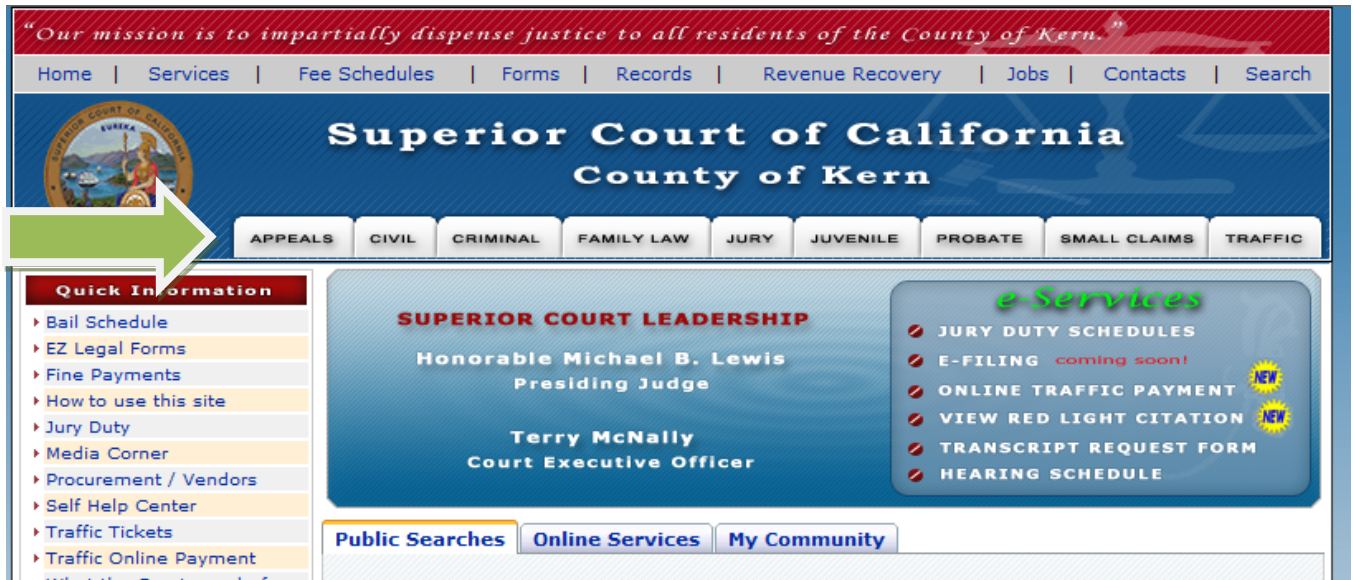 “Our mission is to impartially dispense justice to all residents of the County of Kern.”
Home | Services | Fee Schedules | Forms | Records | Revenue Recovery | Jobs | Contacts | Search
SUPERIOR COURT OF CALIFORNIA
EUREKA
Superior Court of California
County of Kern
APPEALS CIVIL CRIMINAL FAMILY LAW JURY JUVENILE PROBATE SMALL CLAIMS TRAFFIC
Quick Information
Bail Schedule
EZ Legal Forms
Fine Payments
How to use this site
Jury Duty
Media Corner
Procurement / Vendors
Self Help Center
Traffic Tickets
Traffic Online Payment
SUPERIOR COURT LEADERSHIP
Honorable Michael B. Lewis
Presiding Judge
Terry McNally
Court Executive Officer
e-Services
JURY DUTY SCHEDULES
E-FILING coming soon!
ONLINE TRAFFIC PAYMENT NEW
VIEW RED LIGHT CITATION NEW
TRANSCRIPT REQUEST FORM
HEARING SCHEDULE
Public Searches Online Services My Community